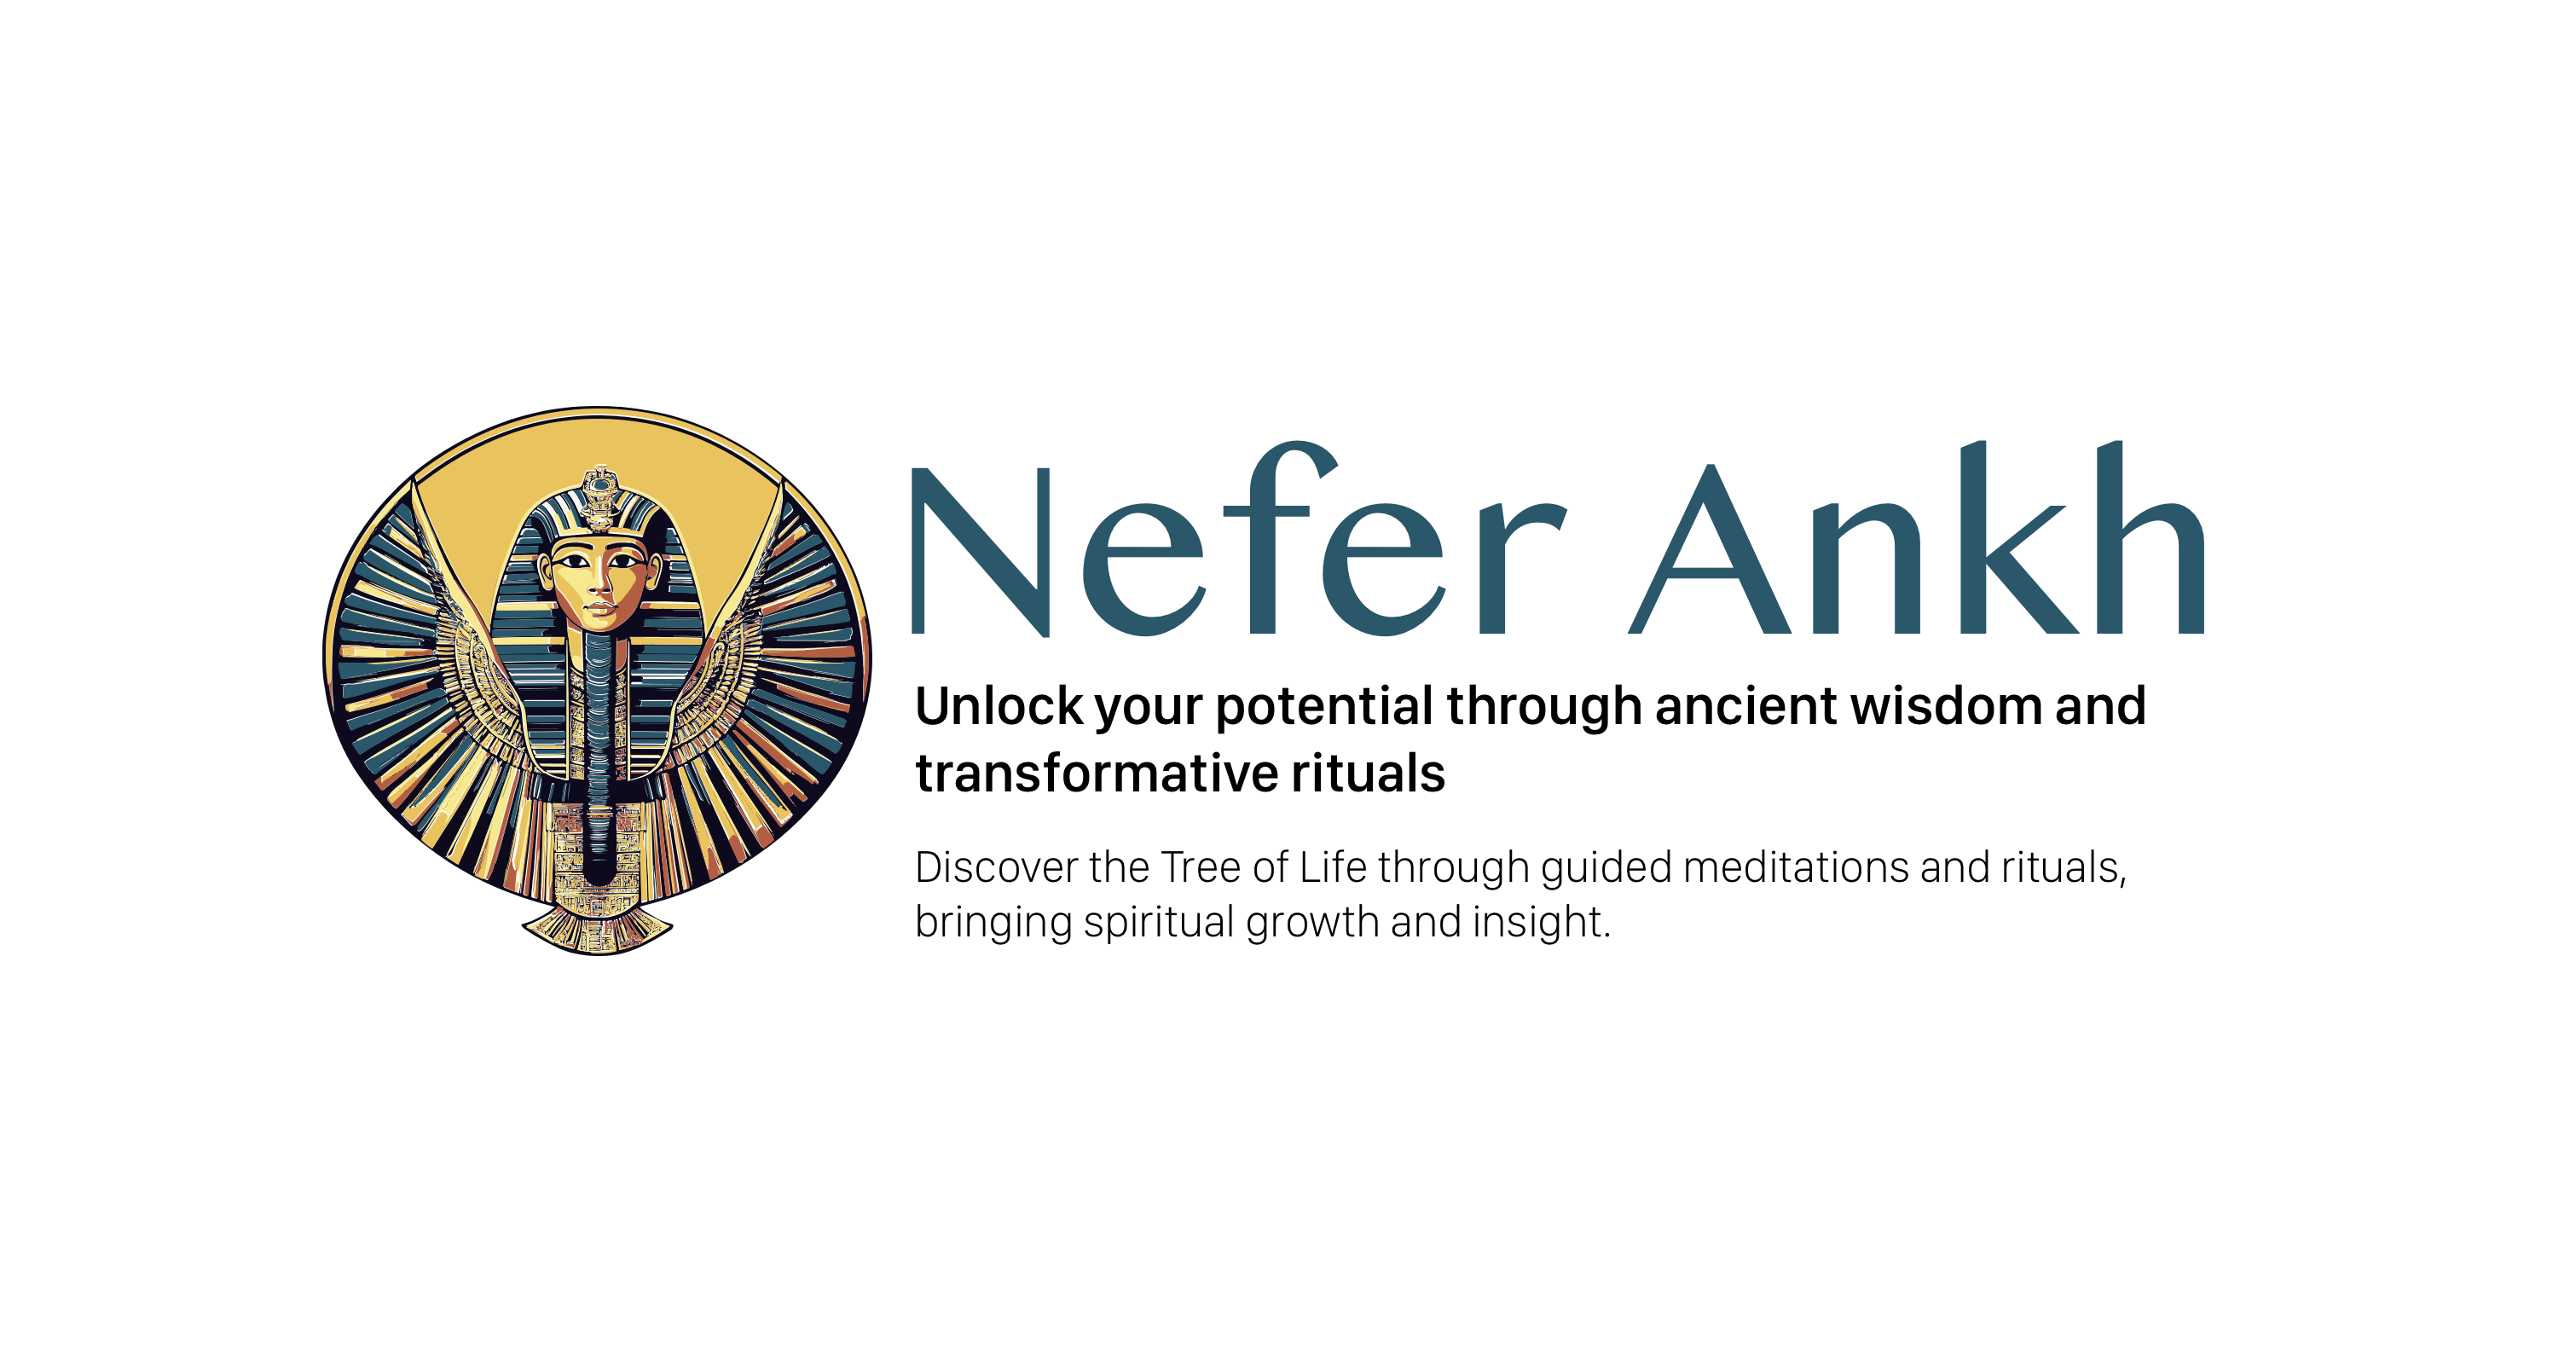 Nefer Ankh
Unlock your potential through ancient wisdom and
transformative rituals
Discover the Tree of Life through guided meditations and rituals,
bringing spiritual growth and insight.